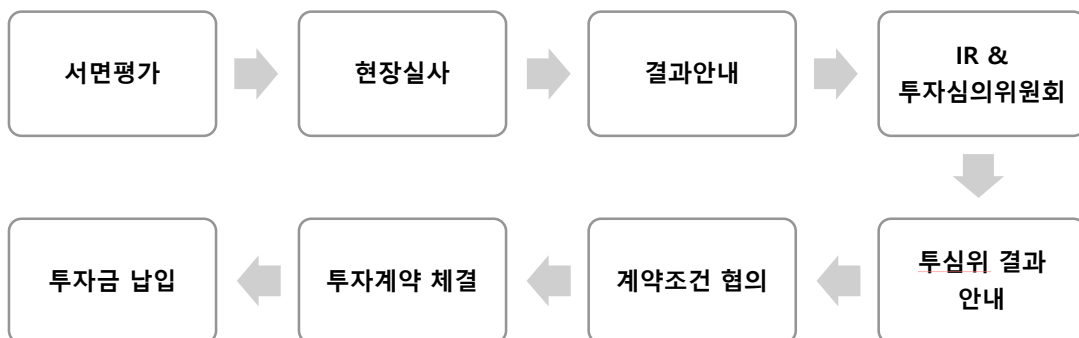 서면평가
현장실사
결과안내
IR &
투자심의위원회
투심위 결과
안내
계약조건 협의
투자계약 체결
투자금 납입